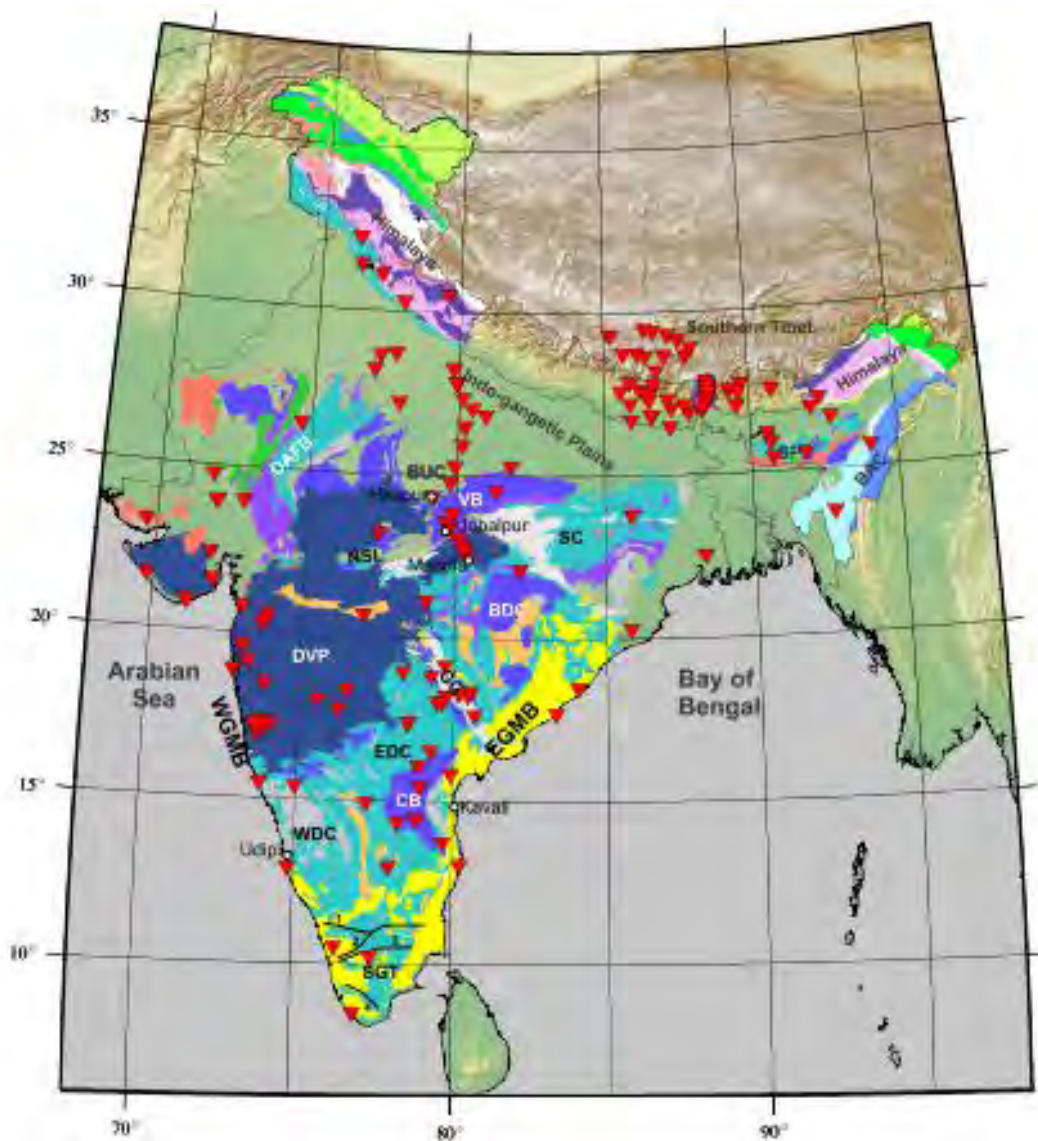 35°
Himalaya
30°
Southern Tibet
Himalaya
Indo-gangetic Plains
25°
DAFB
BUC
VB
Jabalpur
SC
NSL
BDC
20°
DVP
Arabian
Sea
Bay of
Bengal
WGMB
EGMB
EDC
15°
CB
Kavali
WDC
Udipi
10°
SGT
70°
80°
90°